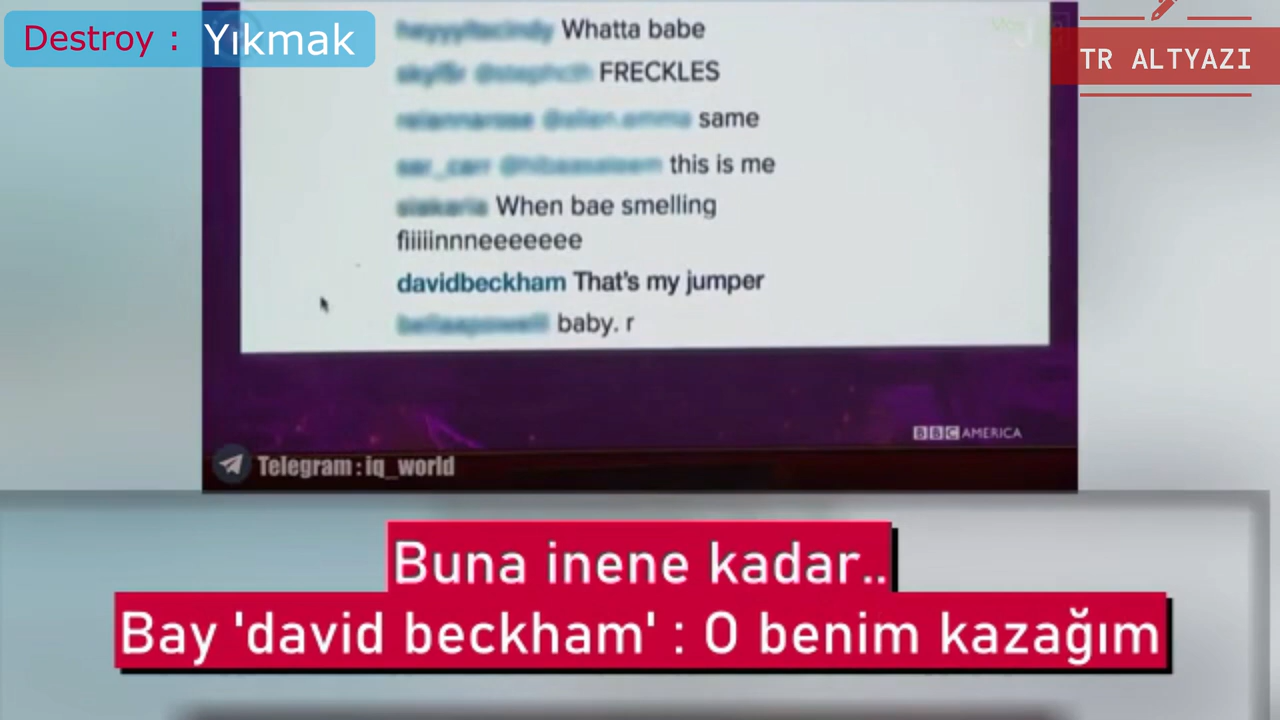 Destroy : Yıkmak
TR ALTYAZI
Whatta babe
FRECKLES
same
this is me
When bae smelling
fiiiiinnneeeeeee
davidbeckham That's my jumper
baby. r
BBC AMERICA
Telegram : iq_world
Buna inene kadar..
Bay 'david beckham' : O benim kazağım